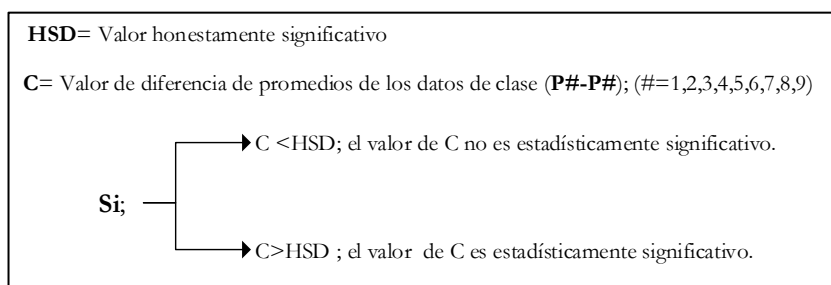 HSD= Valor honestamente significativo
C= Valor de diferencia de promedios de los datos de clase (P#-P#); (#=1,2,3,4,5,6,7,8,9)
C <HSD; el valor de C no es estadísticamente significativo.
Si;
C>HSD ; el valor de C es estadísticamente significativo.